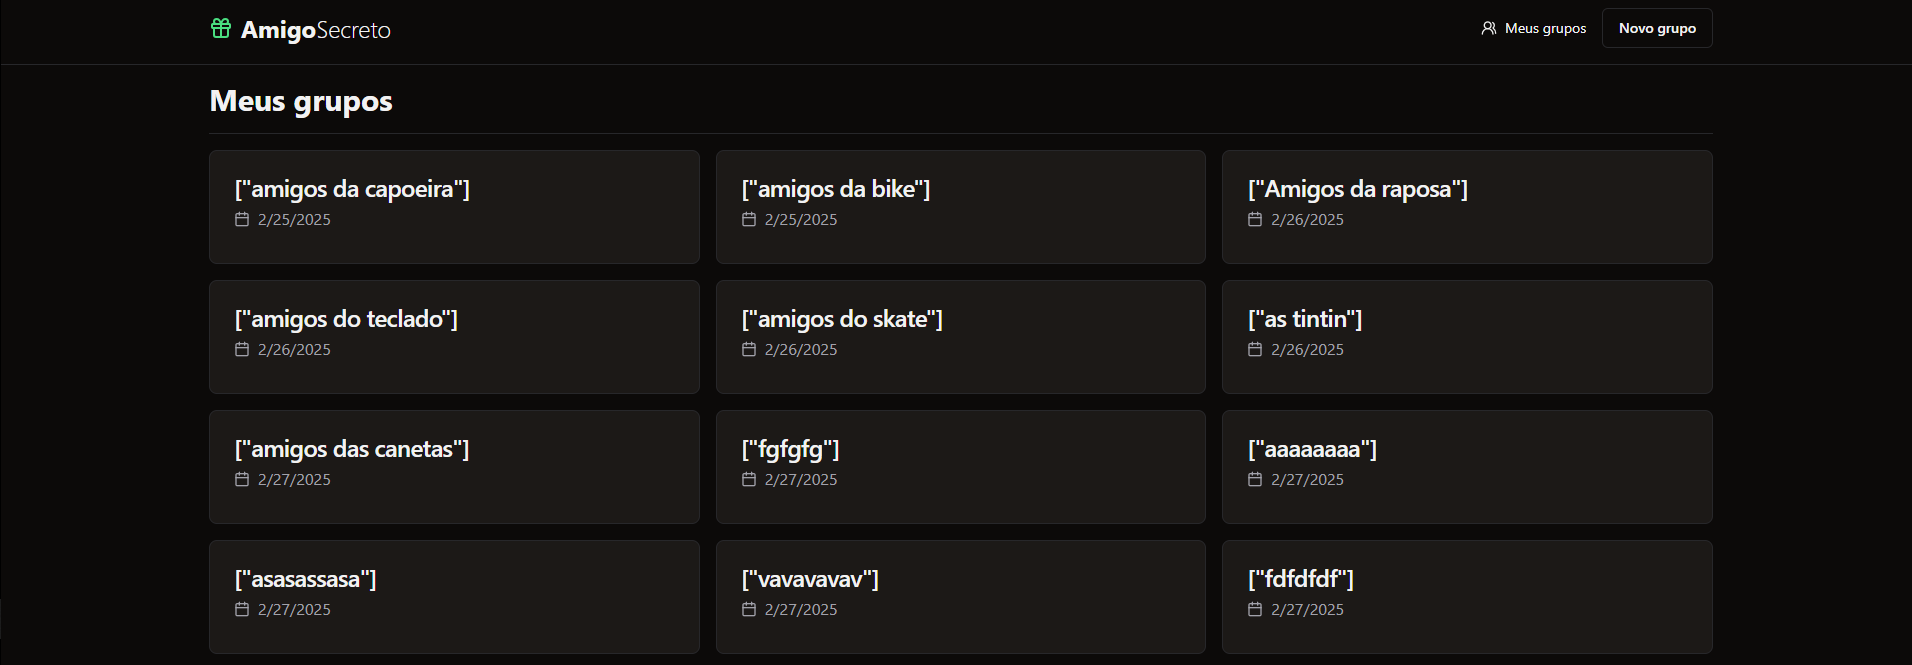 AmigoSecreto
Meus grupos
Novo grupo
Meus grupos
["amigos da capoeira"]
2/25/2025
["amigos da bike"]
2/25/2025
["Amigos da raposa"]
2/26/2025
["amigos do teclado"]
2/26/2025
["amigos do skate"]
2/26/2025
["as tintin"]
2/26/2025
["amigos das canetas"]
2/27/2025
["fgfgfg"]
2/27/2025
["aaaaaaaa"]
2/27/2025
["asasassasa"]
2/27/2025
["vavavavav"]
2/27/2025
["fdfdfdf"]
2/27/2025